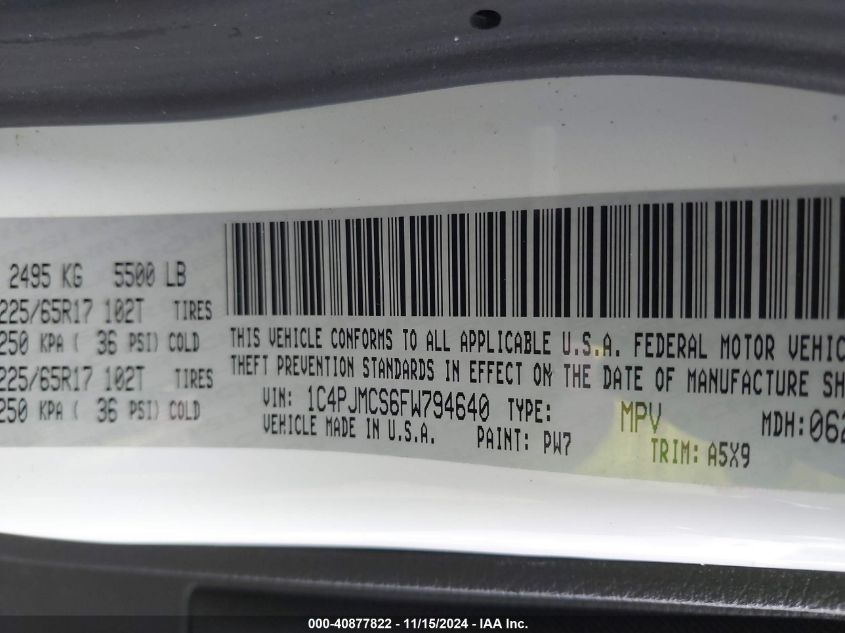 2495 KG 5500 LB
225/65R17 102T TIRES
250 KPA ( 36 PSI) COLD
225/65R17 102T TIRES
250 KPA ( 36 PSI) COLD
THIS VEHICLE CONFORMS TO ALL APPLICABLE U.S.A. FEDERAL MOTOR VEHIC
THEFT PREVENTION STANDARDS IN EFFECT ON THE DATE OF MANUFACTURE SH
VIN: 1C4PJMCS6FW794640 TYPE: MPV MDH: 062
VEHICLE MADE IN U.S.A. PAINT: PW7 TRIM: A5X9
000-40877822 - 11/15/2024 - IAA Inc.